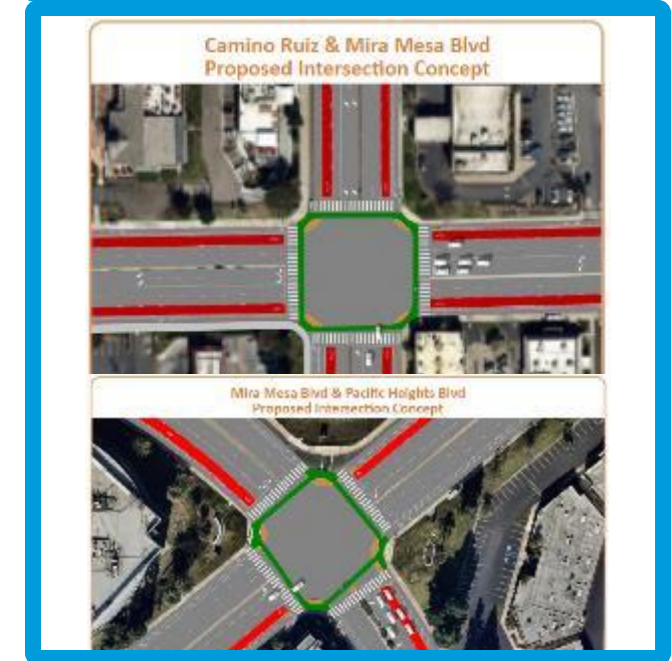 Camino Ruiz & Mira Mesa Blvd
Proposed Intersection Concept
Mira Mesa Blvd & Pacific Heights Blvd
Proposed Intersection Concept